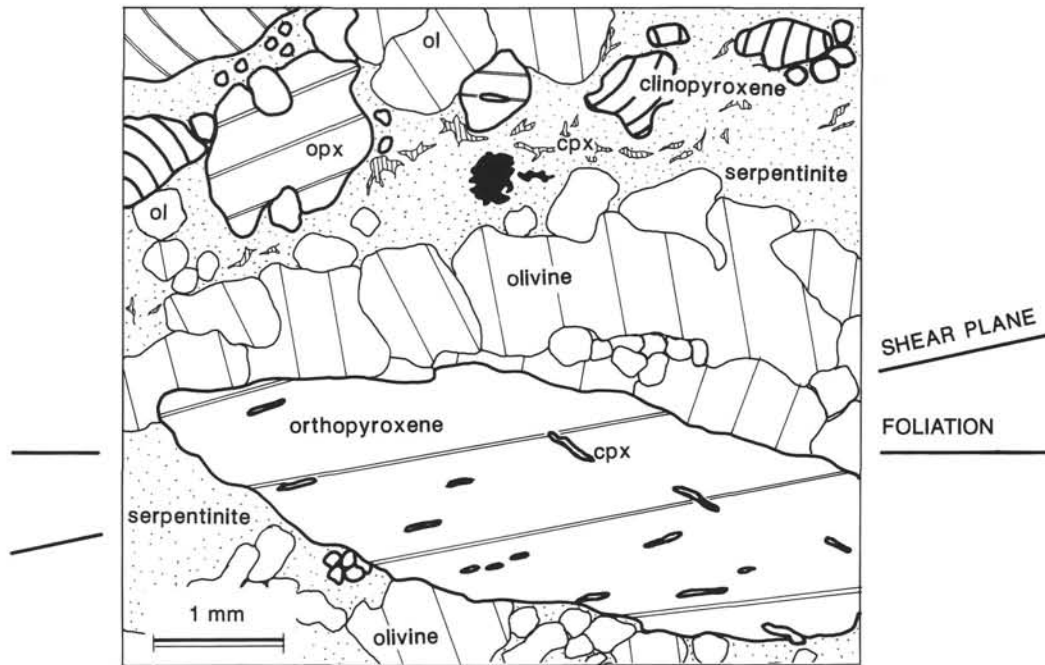 ol
clinopyroxene
opx
cpx
serpentinite
ol
olivine
SHEAR PLANE
orthopyroxene
FOLIATION
cpx
serpentinite
1 mm
olivine